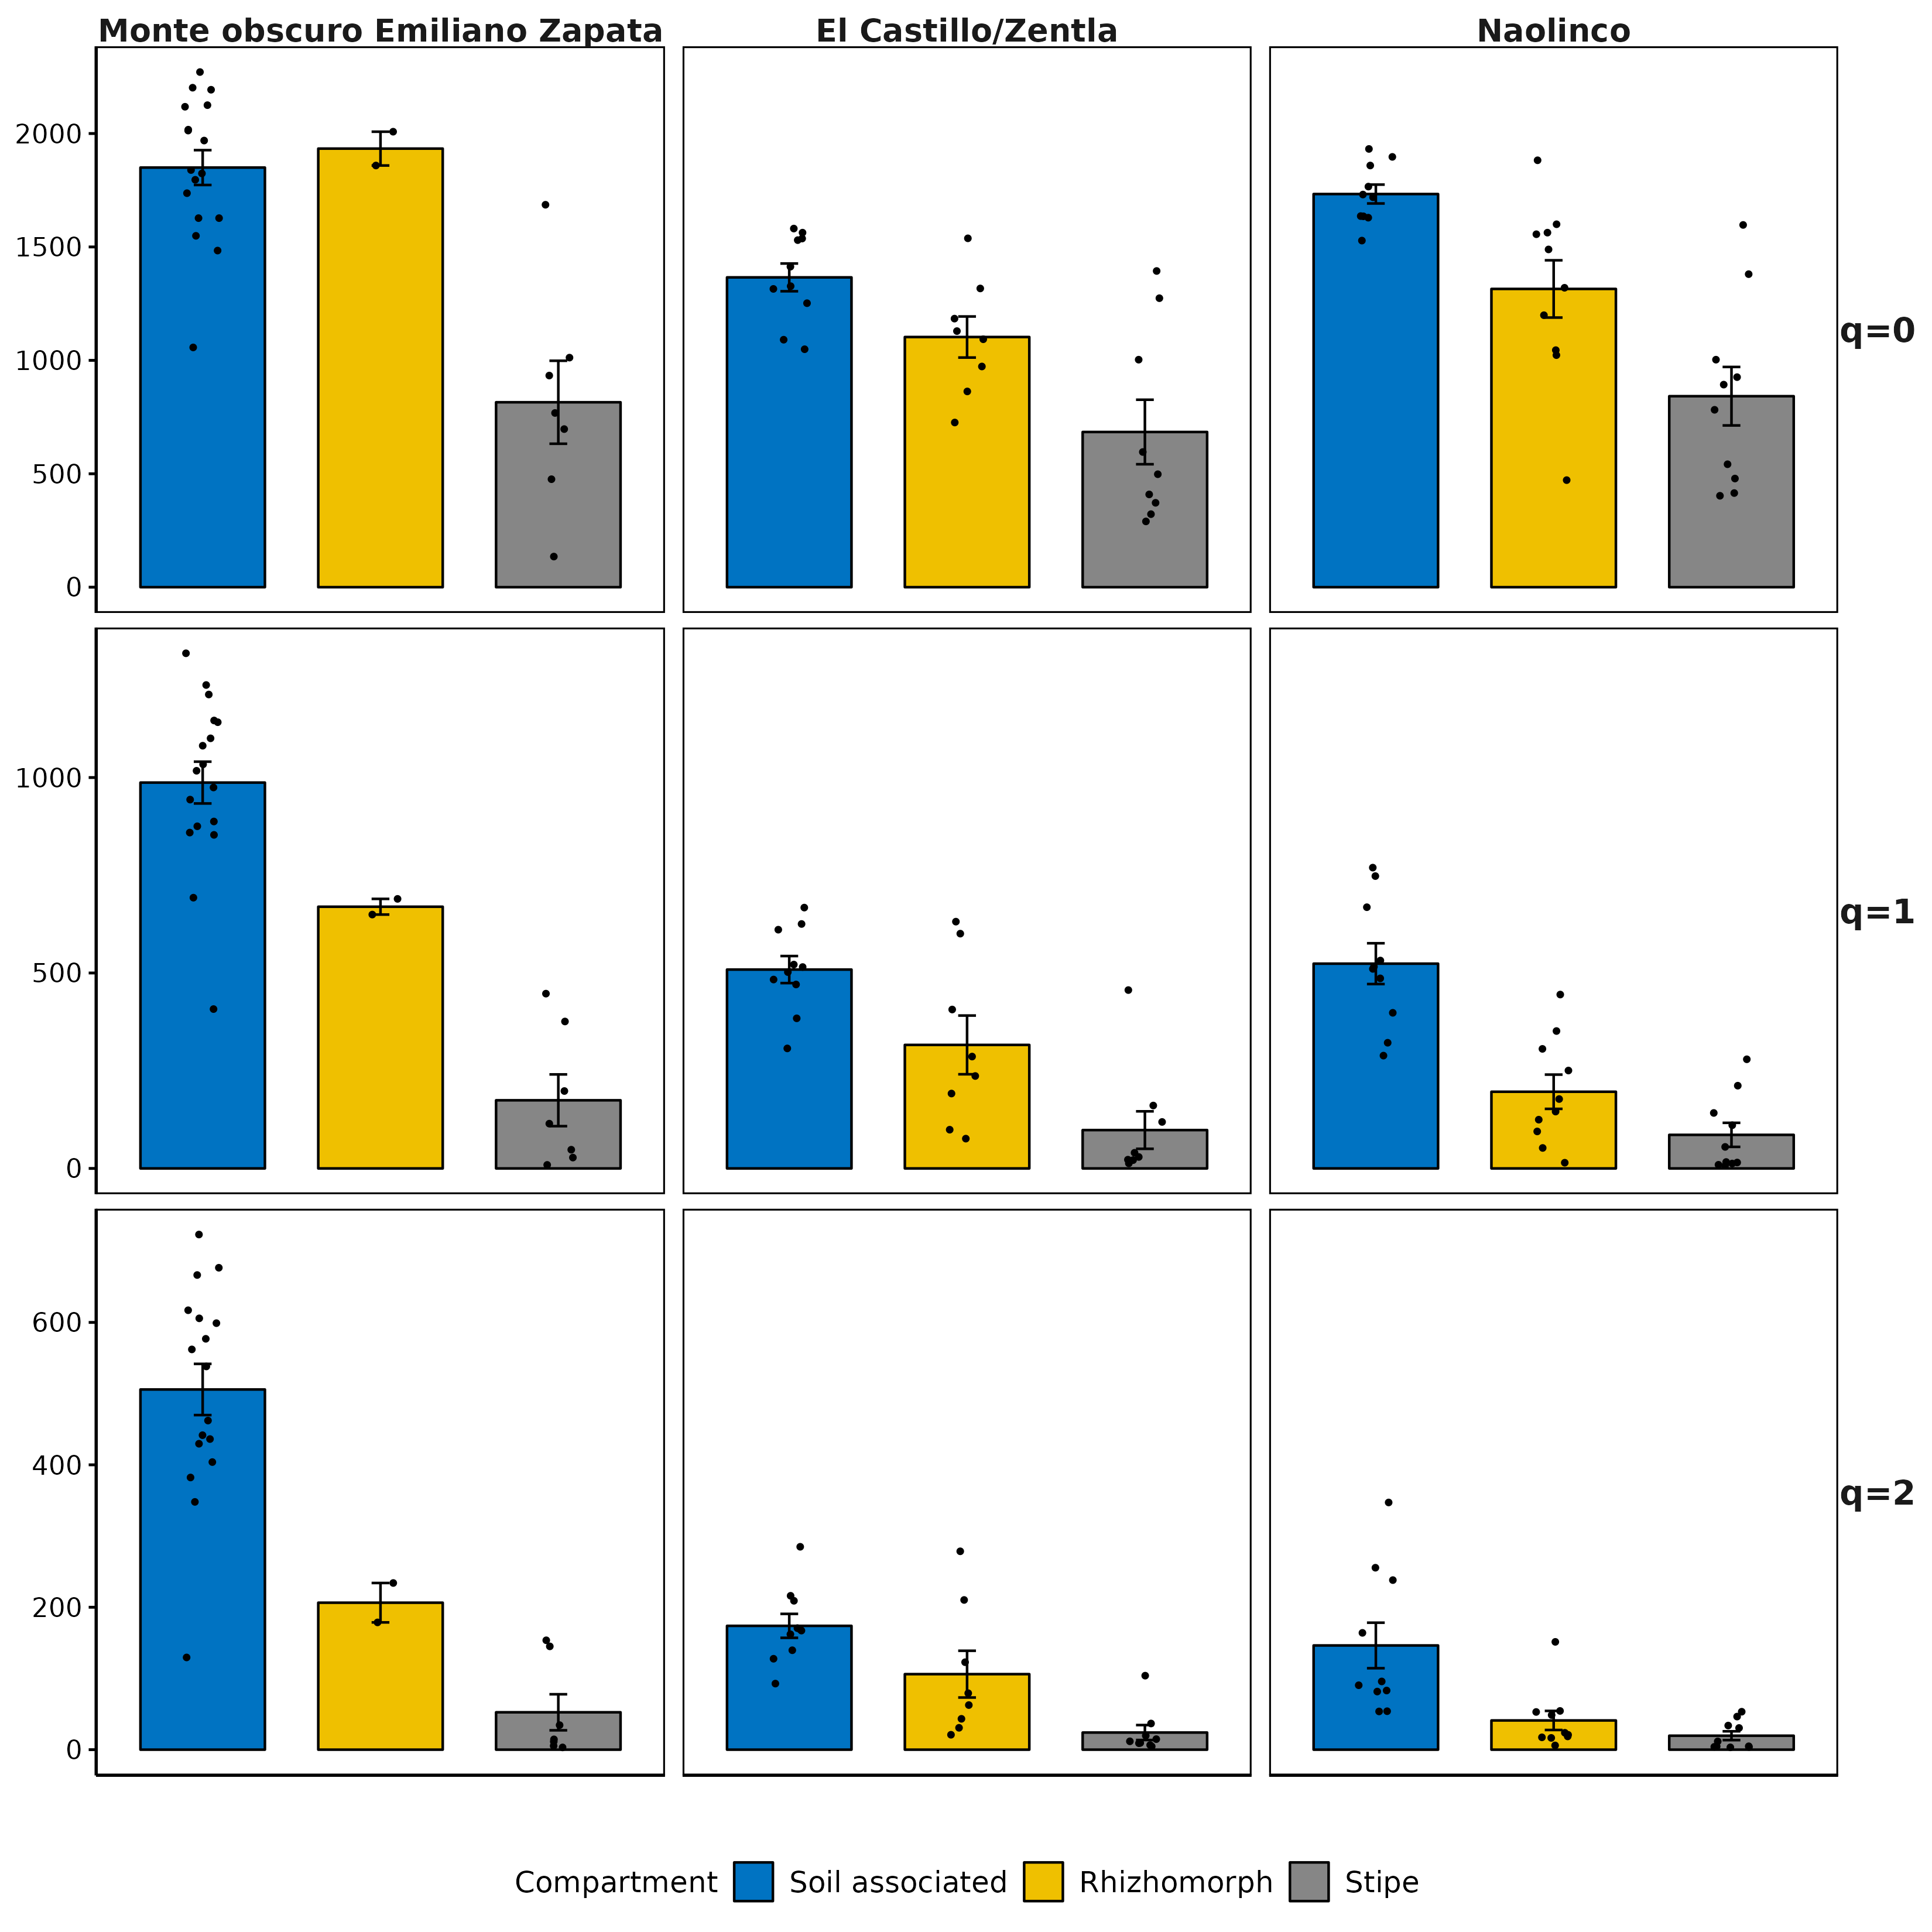 Monte obscuro Emiliano Zapata
El Castillo/Zentla
Naolinco
2000
1500
1000
500
0
q=0
1000
500
0
q=1
600
400
200
0
q=2
Compartment Soil associated Rhizhomorph Stipe